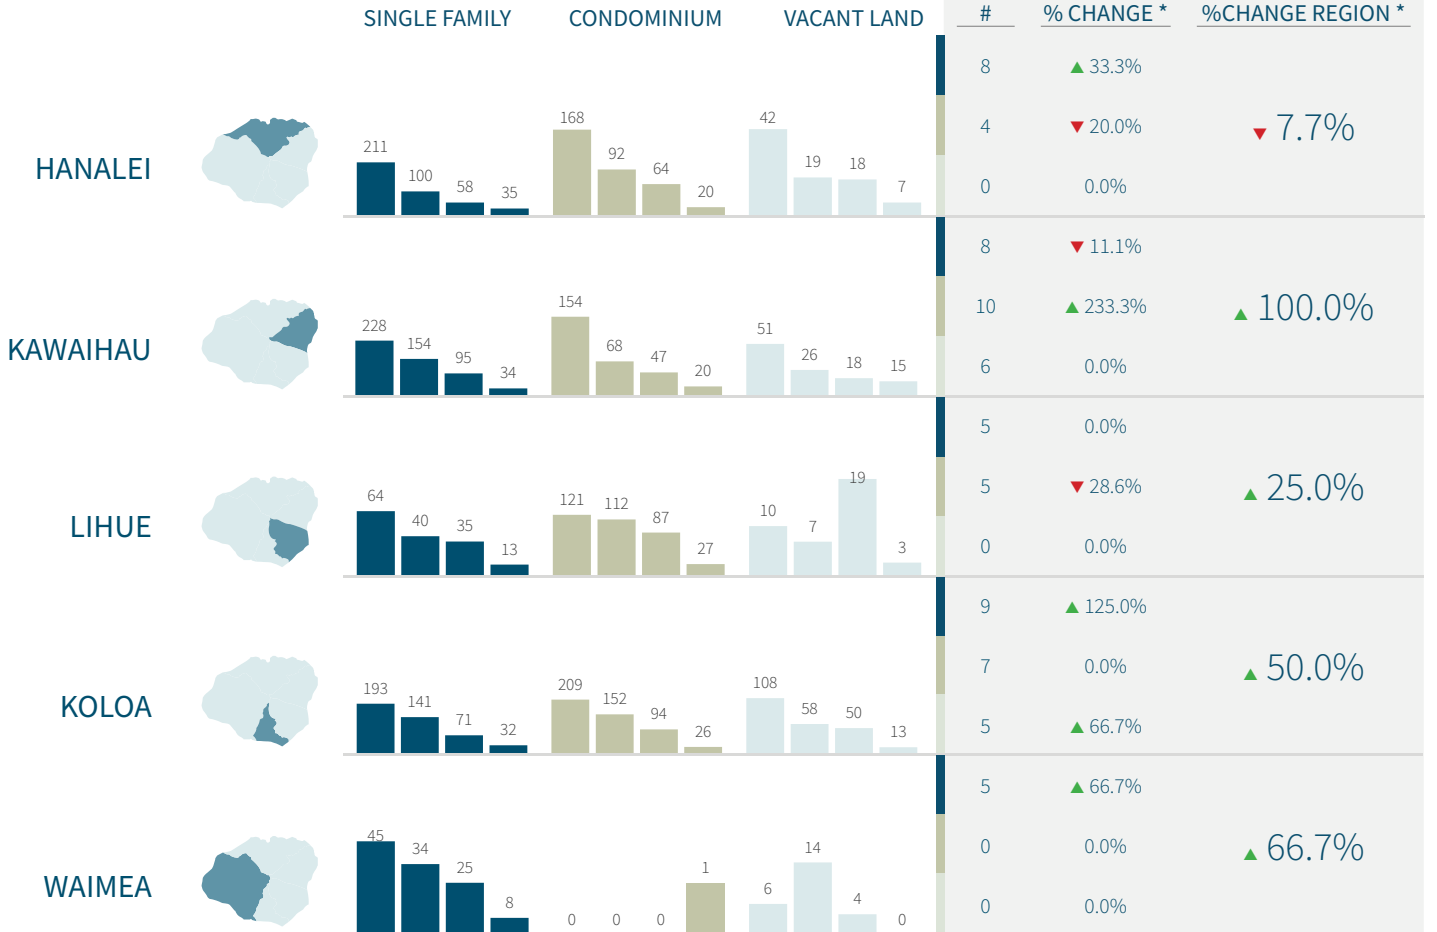 SINGLE FAMILY CONDOMINIUM VACANT LAND # % CHANGE * %CHANGE REGION *
HANALEI
211 100 58 35
168 92 64 20
42 19 18 7
8 33.3%
4 20.0%
0 0.0%
7.7%
KAWAIHAU
228 154 95 34
154 68 47 20
51 26 18 15
8 11.1%
10 233.3%
6 0.0%
100.0%
LIHUE
64 40 35 13
121 112 87 27
10 7 19 3
5 0.0%
5 28.6%
0 0.0%
25.0%
KOLOA
193 141 71 32
209 152 94 26
108 58 50 13
9 125.0%
7 0.0%
5 66.7%
50.0%
WAIMEA
45 34 25 8
0 0 0 1
6 14 4 0
5 66.7%
0 0.0%
0 0.0%
66.7%